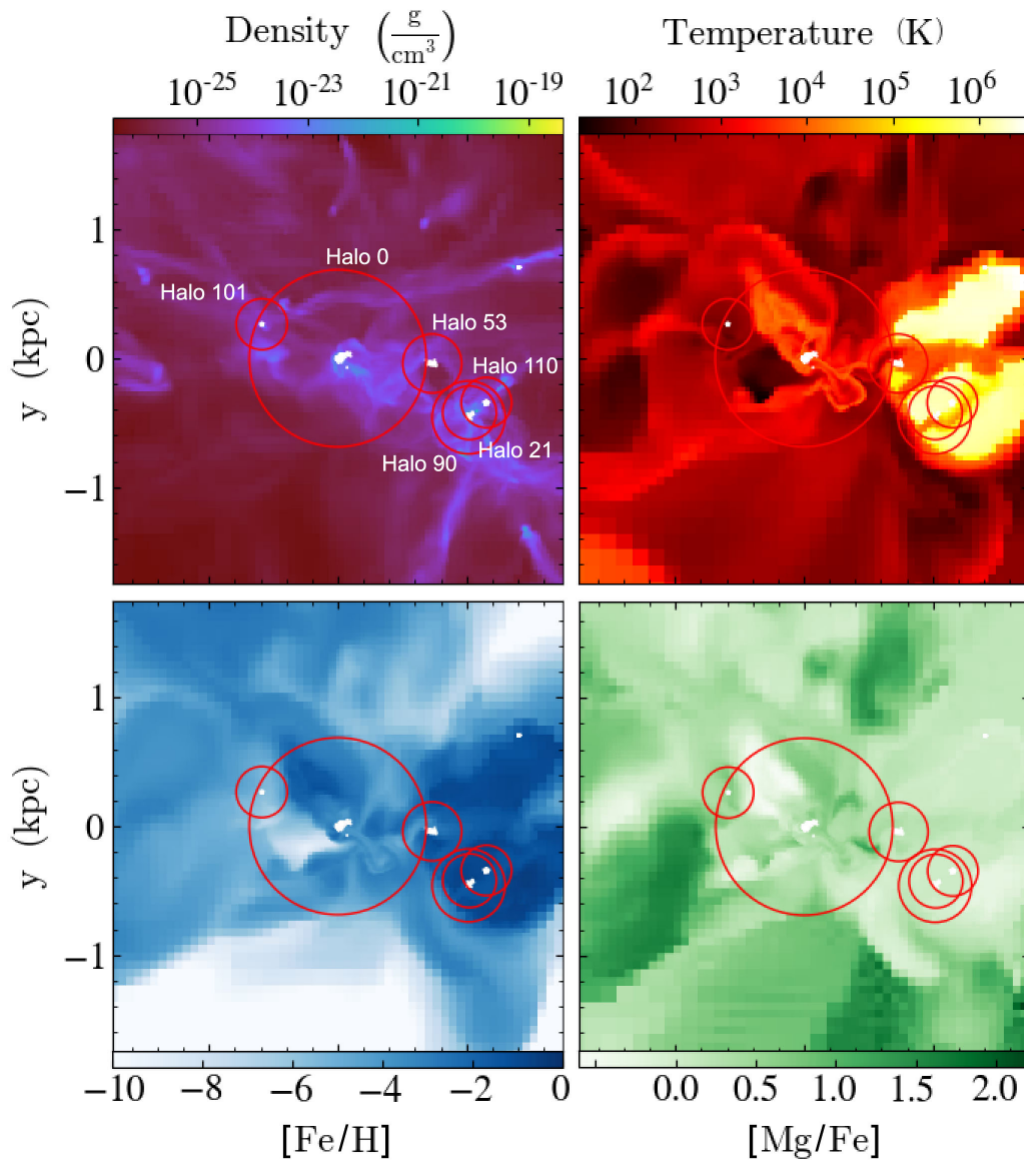 Density (g/cm³)
Temperature (K)
10⁻²⁵ 10⁻²³ 10⁻²¹ 10⁻¹⁹
10² 10³ 10⁴ 10⁵ 10⁶
y (kpc)
1
0
−1
Halo 0
Halo 101
Halo 53
Halo 110
Halo 21
Halo 90
y (kpc)
1
0
−1
−10 −8 −6 −4 −2 0
0.0 0.5 1.0 1.5 2.0
[Fe/H]
[Mg/Fe]